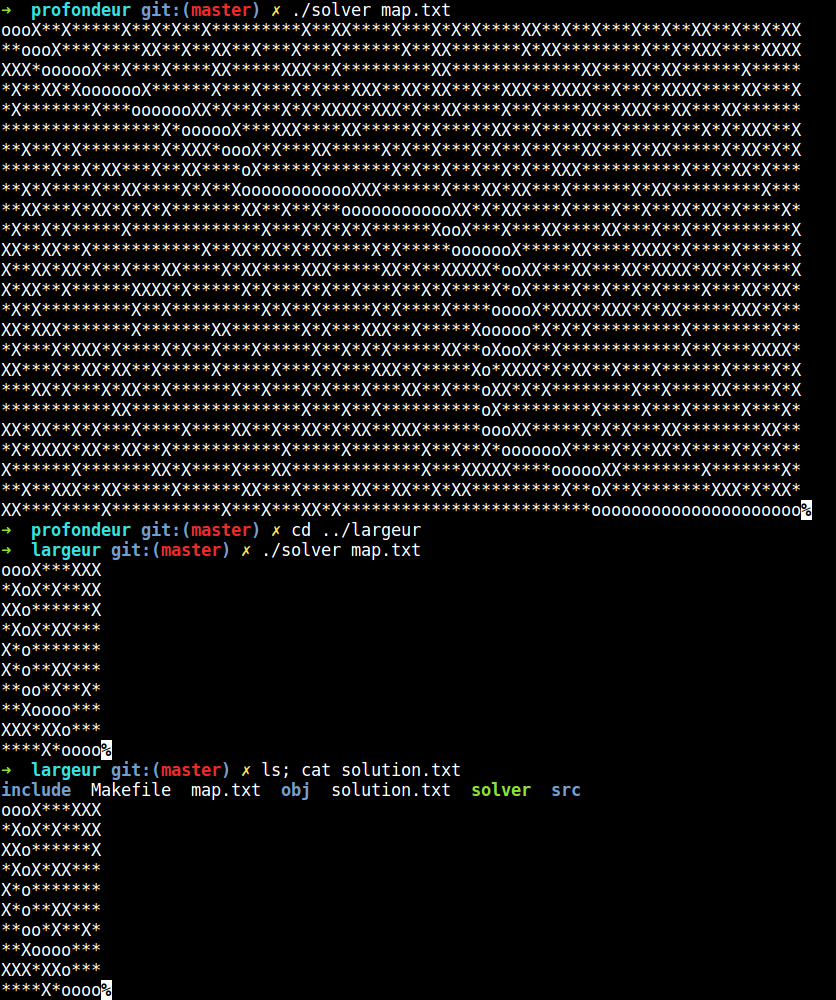 ➜  profondeur git:(master) ✗ ./solver map.txt
oooX**X*****X**X*X**X*********X**XX****X***X*X*X****XX**X**X****X**X**XX**X**X*XX
**oooX***X****XX**X**XX**X***X***X******X**XX*******X*XX********X**X*XXX****XXXX
XXX*oooooX**X***X****XX*****XXX**X*********XX*************XX***XX*XX******X*****
*X**XX*XooooooX******X***X***X*X***XXX**XX*XX**X**XXX**XXXX**X**X*XXXX****XX***X
*X*******X***ooooooXX*X**X**X*X*XXXX*XXX*X**XX****X**X****XX**XXX**XX***XX******
****************X*oooooX***XXX****XX*****X*X***X*XX**X***XX**X*****X**X*X*XXX**X
**X**X*X********X*XXX*oooX*X***XX*****X*X**X***X*X**X**XX***X*XX*****X*XX*X*X
*****X**X*XX***X**XX****oX*****X*******X*X**X**X*X*X**XXX**********X**X*XX*X***
**X*X****X**XX****X*X**XoooooooooooXXX******X***XX*XX***X******X*XX*********X***
**XX***X*XX*X*X*X*******XX**X**X**oooooooooooXX*X*XX****X****X**X**XX*XX*X****X*
*X**X*X*****X*************X***X*X*X*X******XooX***X***XX****XX***X**X**X*******X
XX**XX**X***********X**XX*XX*X*XX****X*X*****ooooooX*****XX****XXXX*X****X*****X
X**XX*XX*X**X***XX****X*XX****XXX*****XX*X**XXXXX*ooXX***XX***XX*XXXX*XX*X*X***X
X*XX**X******XXXX*X*****X*X***X*X**X***X**X*X****X*oX****X**X**X*X****X***XX*XX*
*X*X*********X**X*********X*X**X*****X*X****X****ooooX*XXXX*XXX*X*XX*****XXX*X**
XX*XXX*******X*******XX*******X*X***XXX**X*****Xooooo*X*X*X*********X********X**
*X***X*XXX*X****X*X**X***X*****X**X*X*X****XX**oXooX**X************X**X***XXXX*
XX***X**XX*XX**X*****X*****X***X*X**XXX*X*****Xo*XXXX*X*XX**X***X******X****X*X
***XX*X***X*XX**X******X**X***X*X***X***XX**X***oXX*X*X********X**X****XX****X*X
***********XX*****************X***X**X**********oX*********X****X***X*****X***X*
XX*XX**X*X***X****X****XX**X**XX*X*XX**XXX******oooXX*****X*X*X***XX********XX**
*X*XXXX*XX**XX**X***********X*****X*******X**X**X*ooooooX****X*X*XX*X****X*X*X**
X******X*******XX*X****X***XX*************X***XXXXX****oooooXX********X*******X*
**X**XXX**XX*****X******XX***X*****XX**XX**X*XX*********X**oX**X*******XXX*X*XX*
XX***X****X***********X***X***XX*X*************************ooooooooooooooooooooo%
➜  profondeur git:(master) ✗ cd ../largeur
➜  largeur git:(master) ✗ ./solver map.txt
oooX***XXX
*XoX*X**XX
XXo******X
*XoX*XX***
X*o*******
X*o**XX***
**oo*X**X*
**Xoooo***
XXX*XXo***
****X*oooo%
➜  largeur git:(master) ✗ ls; cat solution.txt
include  Makefile  map.txt  obj  solution.txt  solver  src
oooX***XXX
*XoX*X**XX
XXo******X
*XoX*XX***
X*o*******
X*o**XX***
**oo*X**X*
**Xoooo***
XXX*XXo***
****X*oooo%